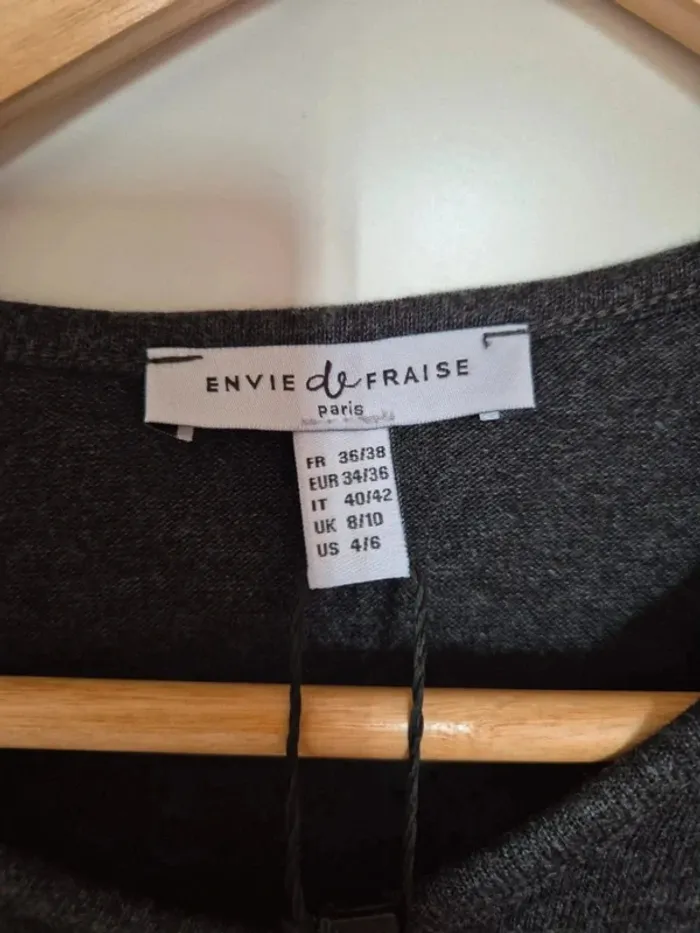 ENVIE de FRAISE
Paris
FR 36/38
EUR 34/36
IT 40/42
UK 8/10
US 4/6